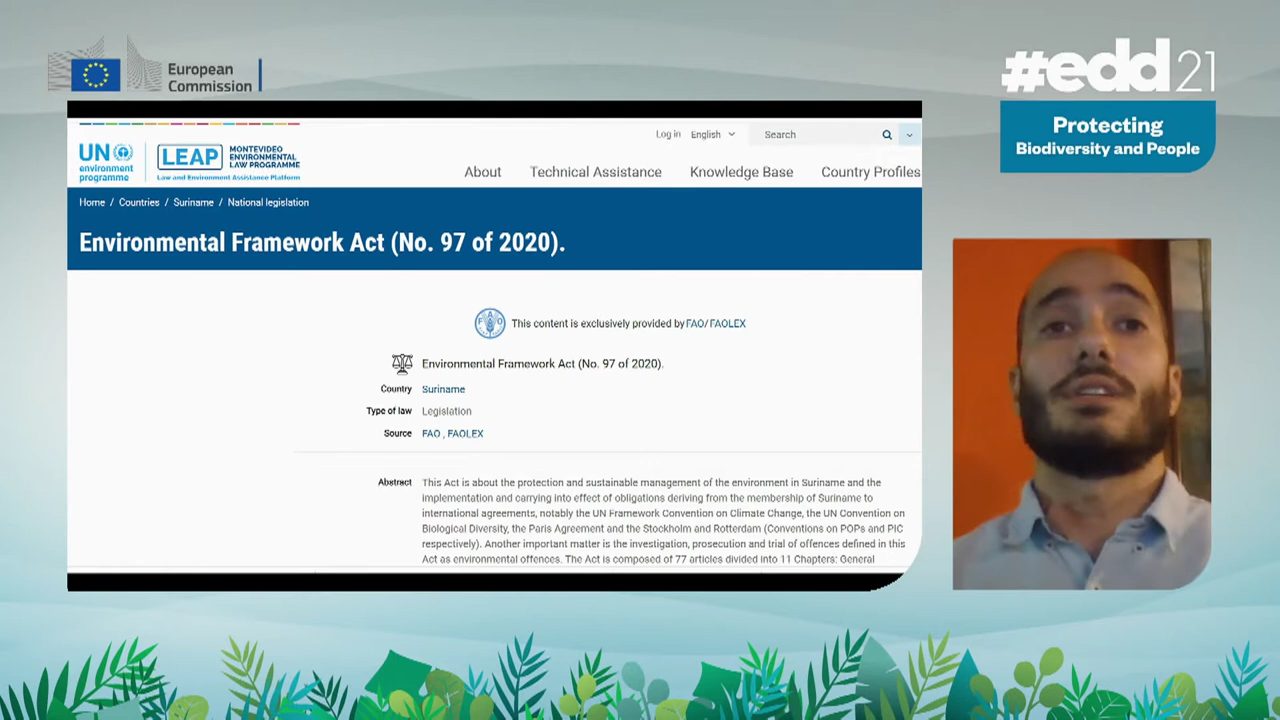 European
Commission
#edd21
Protecting
Biodiversity and People
Log in English Search
UN
environment
programme
LEAP
MONTEVIDEO
ENVIRONMENTAL
LAW PROGRAMME
Law and Environment Assistance Platform
About Technical Assistance Knowledge Base Country Profiles
Home / Countries / Suriname / National legislation
Environmental Framework Act (No. 97 of 2020).
FAO
This content is exclusively provided by FAO/ FAOLEX
Environmental Framework Act (No. 97 of 2020).
Country Suriname
Type of law Legislation
Source FAO , FAOLEX
Abstract This Act is about the protection and sustainable management of the environment in Suriname and the
implementation and carrying into effect of obligations deriving from the membership of Suriname to
international agreements, notably the UN Framework Convention on Climate Change, the UN Convention on
Biological Diversity, the Paris Agreement and the Stockholm and Rotterdam (Conventions on POPs and PIC
respectively). Another important matter is the investigation, prosecution and trial of offences defined in this
Act as environmental offences. The Act is composed of 77 articles divided into 11 Chapters: General